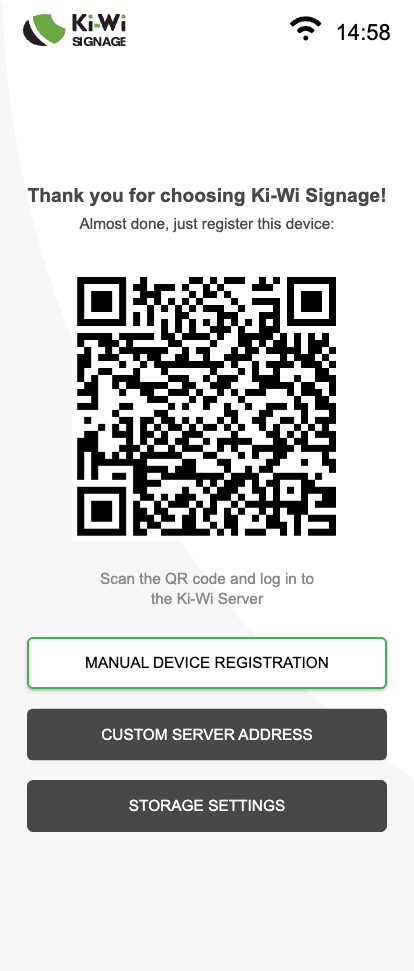 Ki-Wi
SIGNAGE
14:58
Thank you for choosing Ki-Wi Signage!
Almost done, just register this device:
Scan the QR code and log in to
the Ki-Wi Server
MANUAL DEVICE REGISTRATION
CUSTOM SERVER ADDRESS
STORAGE SETTINGS